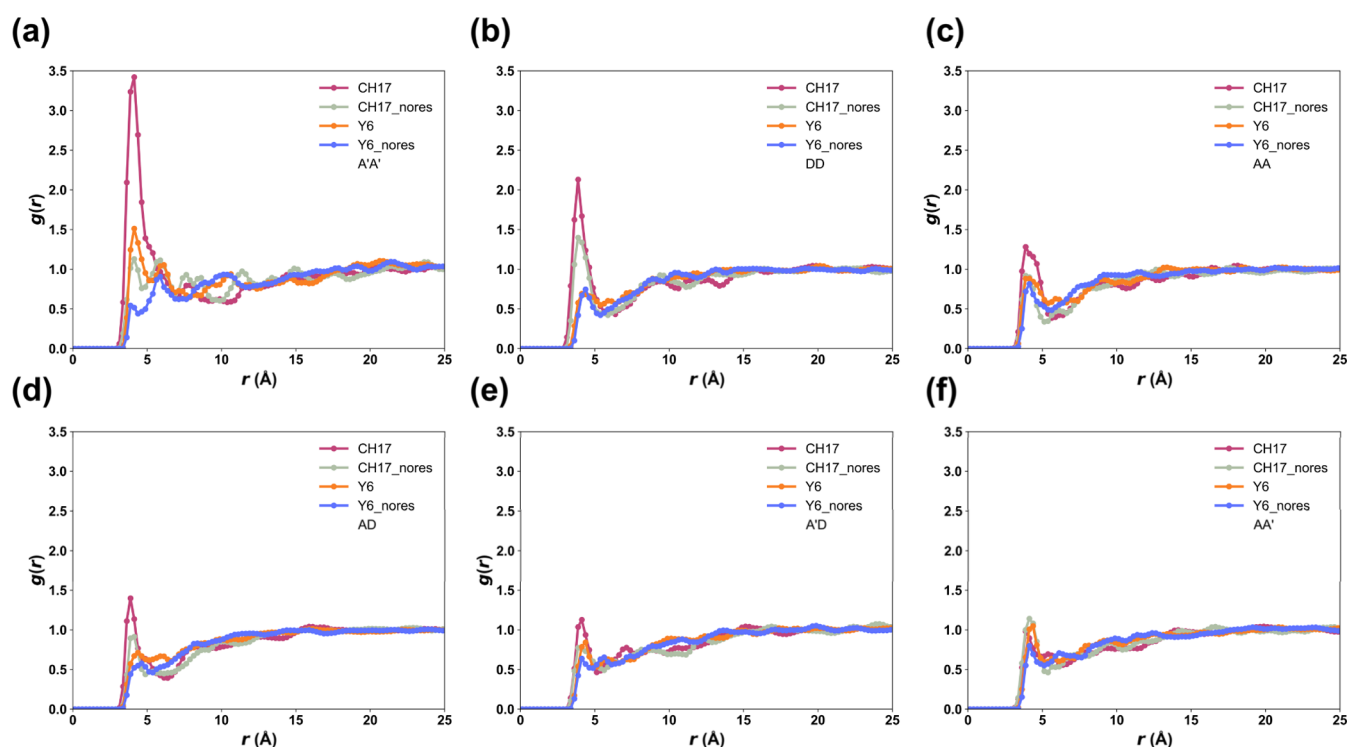 (a)
3.5
3.0
2.5
2.0
1.5
1.0
0.5
0.0
g(r)
0 5 10 15 20 25
r (Å)
CH17
CH17_nores
Y6
Y6_nores
A'A'
(b)
3.5
3.0
2.5
2.0
1.5
1.0
0.5
0.0
g(r)
0 5 10 15 20 25
r (Å)
CH17
CH17_nores
Y6
Y6_nores
DD
(c)
3.5
3.0
2.5
2.0
1.5
1.0
0.5
0.0
g(r)
0 5 10 15 20 25
r (Å)
CH17
CH17_nores
Y6
Y6_nores
AA
(d)
3.5
3.0
2.5
2.0
1.5
1.0
0.5
0.0
g(r)
0 5 10 15 20 25
r (Å)
CH17
CH17_nores
Y6
Y6_nores
AD
(e)
3.5
3.0
2.5
2.0
1.5
1.0
0.5
0.0
g(r)
0 5 10 15 20 25
r (Å)
CH17
CH17_nores
Y6
Y6_nores
A'D
(f)
3.5
3.0
2.5
2.0
1.5
1.0
0.5
0.0
g(r)
0 5 10 15 20 25
r (Å)
CH17
CH17_nores
Y6
Y6_nores
AA'